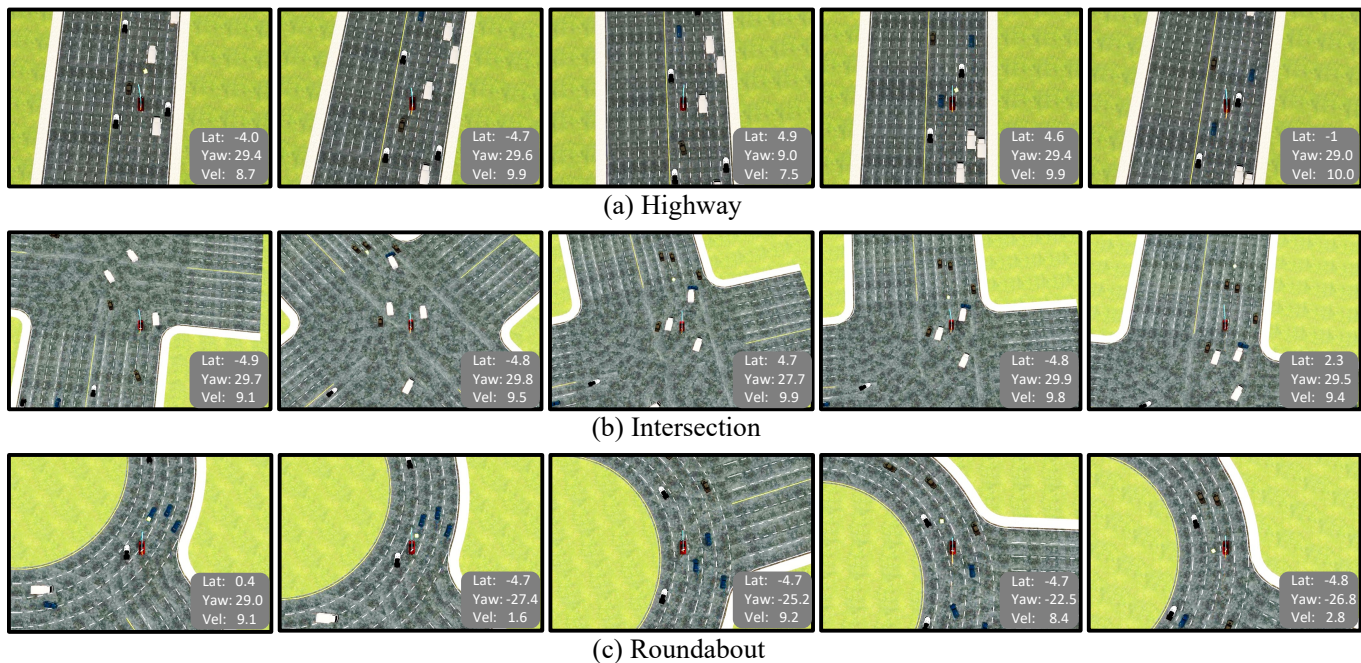 Lat: -4.0
Yaw: 29.4
Vel: 8.7
Lat: -4.7
Yaw: 29.6
Vel: 9.9
Lat: 4.9
Yaw: 9.0
Vel: 7.5
Lat: 4.6
Yaw: 29.4
Vel: 9.9
Lat: -1
Yaw: 29.0
Vel: 10.0
(a) Highway
Lat: -4.9
Yaw: 29.7
Vel: 9.1
Lat: -4.8
Yaw: 29.8
Vel: 9.5
Lat: 4.7
Yaw: 27.7
Vel: 9.9
Lat: -4.8
Yaw: 29.9
Vel: 9.8
Lat: 2.3
Yaw: 29.5
Vel: 9.4
(b) Intersection
Lat: 0.4
Yaw: 29.0
Vel: 9.1
Lat: -4.7
Yaw: -27.4
Vel: 1.6
Lat: -4.7
Yaw: -25.2
Vel: 9.2
Lat: -4.7
Yaw: -22.5
Vel: 8.4
Lat: -4.8
Yaw: -26.8
Vel: 2.8
(c) Roundabout